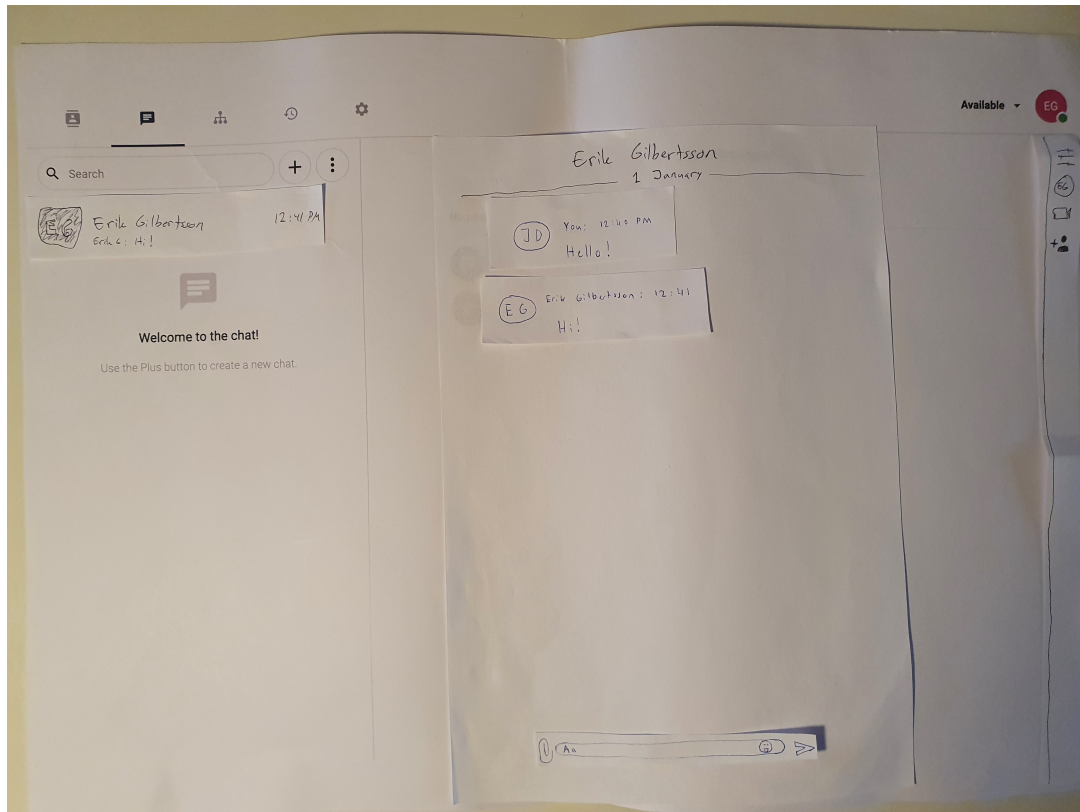 Available
EG
Search
+
Erik Gilbertsson
12:41 PM
EG
Erik G: Hi!
Welcome to the chat!
Use the Plus button to create a new chat.
Erik Gilbertsson
1 January
JD
You: 12:40 PM
Hello!
EG
Erik Gilbertsson: 12:41
Hi!
Aa
EG